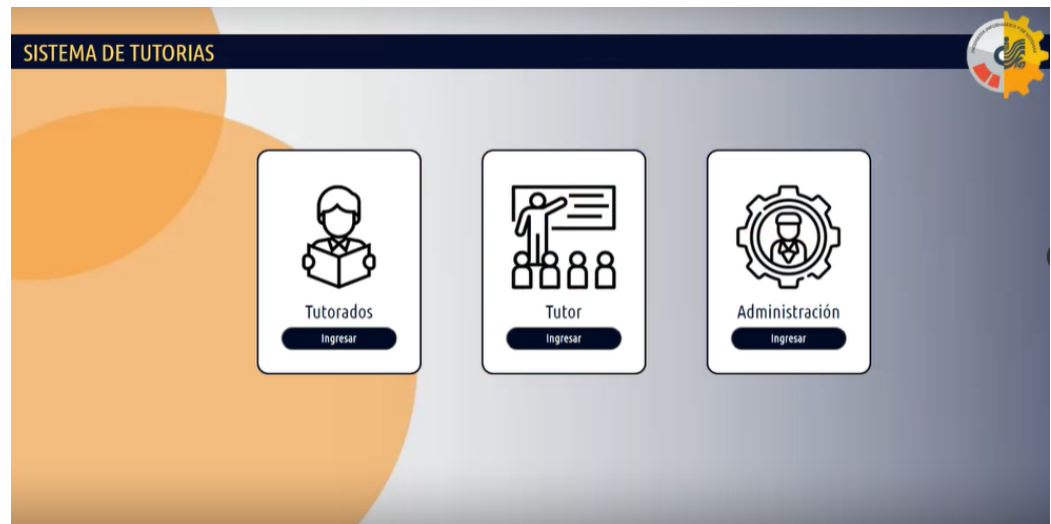 SISTEMA DE TUTORIAS
Tutorados
Ingresar
Tutor
Ingresar
Administración
Ingresar